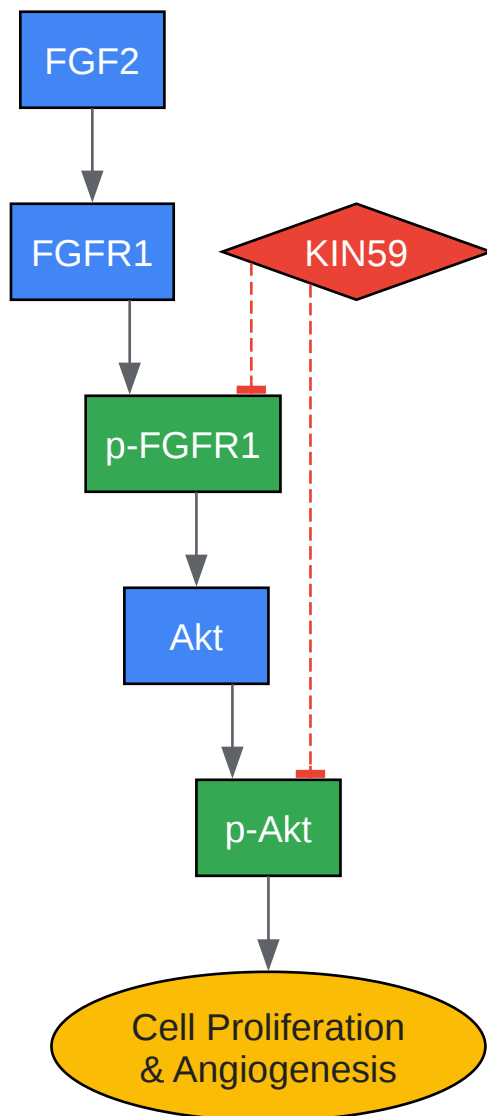 FGF2
FGFR1
KIN59
p-FGFR1
Akt
p-Akt
Cell Proliferation
& Angiogenesis